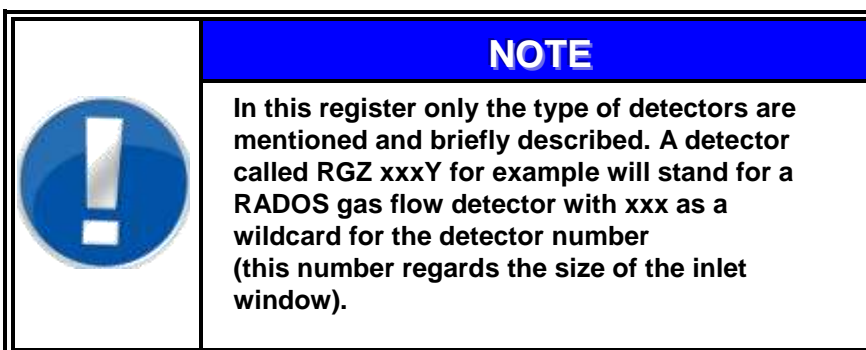 NOTE
In this register only the type of detectors are
mentioned and briefly described. A detector
called RGZ xxxY for example will stand for a
RADOS gas flow detector with xxx as a
wildcard for the detector number
(this number regards the size of the inlet
window).